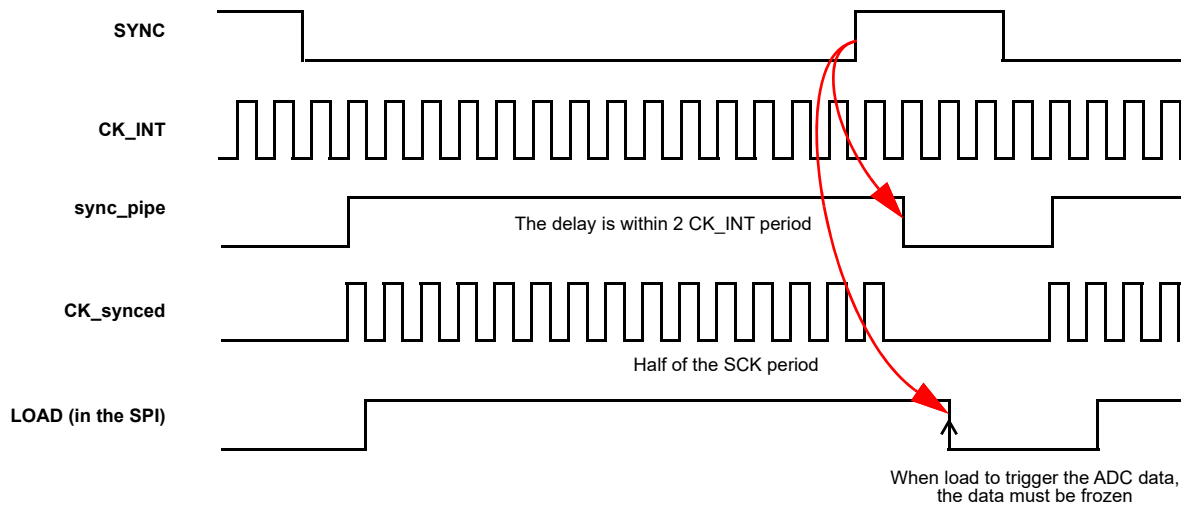 SYNC
CK_INT
sync_pipe
The delay is within 2 CK_INT period
CK_synced
Half of the SCK period
LOAD (in the SPI)
When load to trigger the ADC data,
the data must be frozen